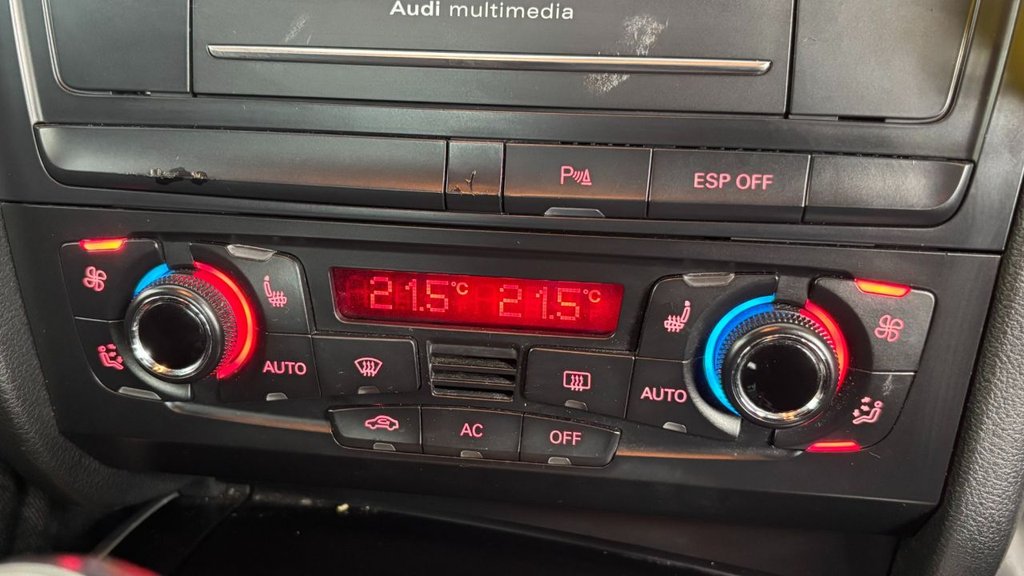 Audi multimedia
P
ESP OFF
21.5°C 21.5°C
AUTO
AUTO
AC
OFF